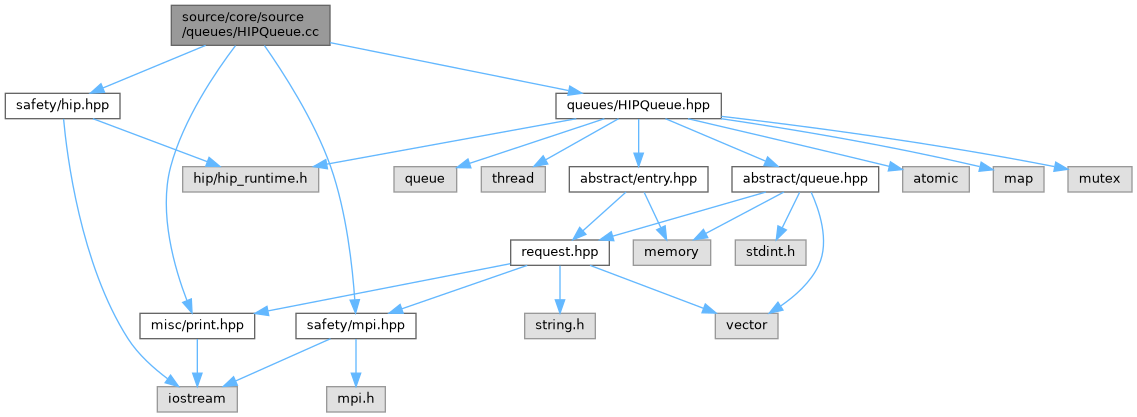 source/core/source
/queues/HIPQueue.cc
safety/hip.hpp
queues/HIPQueue.hpp
hip/hip_runtime.h
queue
thread
abstract/entry.hpp
abstract/queue.hpp
atomic
map
mutex
request.hpp
memory
stdint.h
misc/print.hpp
safety/mpi.hpp
string.h
vector
iostream
mpi.h